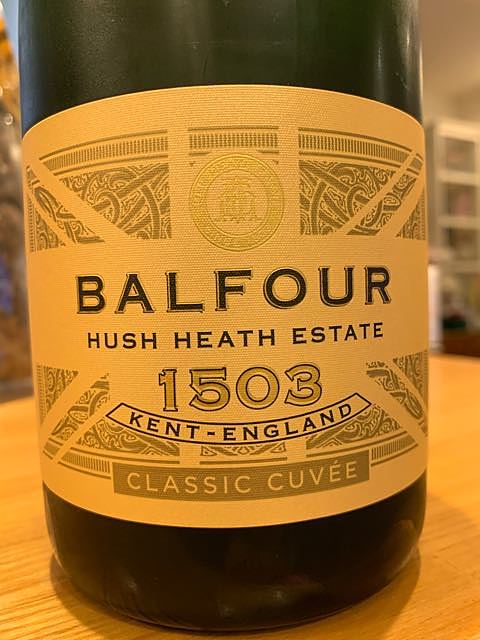 BALFOUR
HUSH HEATH ESTATE
1503
KENT-ENGLAND
CLASSIC CUVÉE